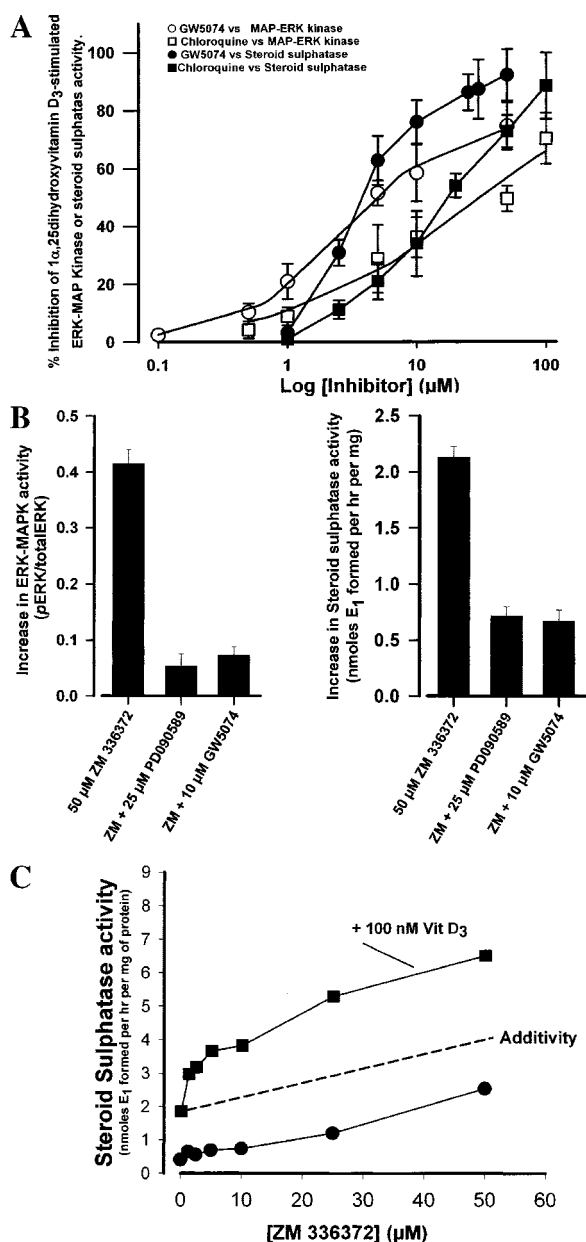 A
GW5074 vs MAP-ERK kinase
Chloroquine vs MAP-ERK kinase
GW5074 vs Steroid sulphatase
Chloroquine vs Steroid sulphatase
% Inhibition of 1α,25dihydroxyvitamin D3-stimulated
ERK-MAP Kinase or steroid sulphatas activity.
100
80
60
40
20
0
0.1
1
10
100
Log [Inhibitor] (µM)
B
Increase in ERK-MAPK activity
(pERK/totalERK)
0.5
0.4
0.3
0.2
0.1
0.0
50 µM ZM 336372
ZM + 25 µM PD090589
ZM + 10 µM GW5074
Increase in Steroid sulphatase activity
(nmoles E1 formed per hr per mg)
2.5
2.0
1.5
1.0
0.5
0.0
50 µM ZM 336372
ZM + 25 µM PD090589
ZM + 10 µM GW5074
C
Steroid Sulphatase activity
(nmoles E1 formed per hr per mg of protein)
9
8
7
6
5
4
3
2
1
0
+ 100 nM Vit D3
Additivity
0
10
20
30
40
50
60
[ZM 336372] (µM)